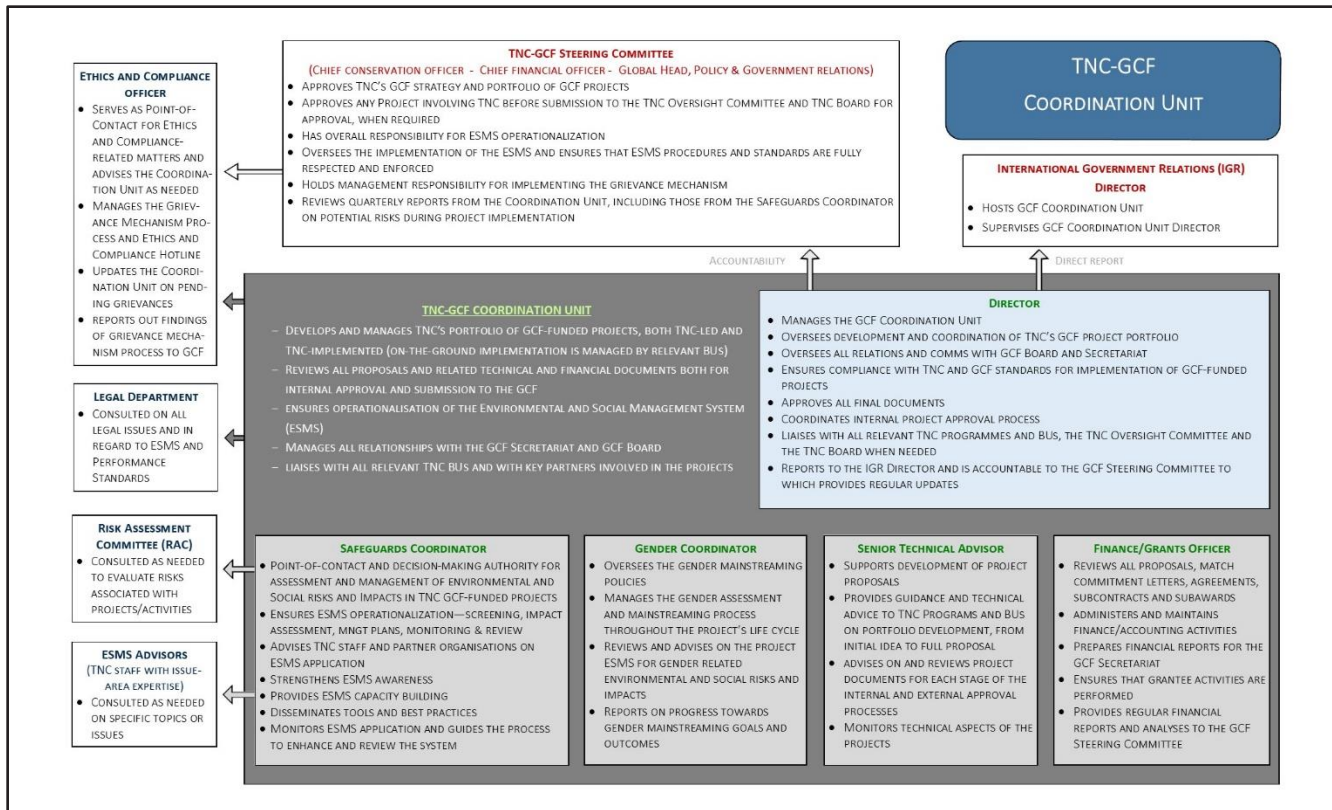 TNC-GCF
COORDINATION UNIT
TNC-GCF STEERING COMMITTEE
(CHIEF CONSERVATION OFFICER - CHIEF FINANCIAL OFFICER - GLOBAL HEAD, POLICY & GOVERNMENT RELATIONS)
• APPROVES TNC'S GCF STRATEGY AND PORTFOLIO OF GCF PROJECTS
• APPROVES ANY PROJECT INVOLVING TNC BEFORE SUBMISSION TO THE TNC OVERSIGHT COMMITTEE AND TNC BOARD FOR
APPROVAL, WHEN REQUIRED
• HAS OVERALL RESPONSIBILITY FOR ESMS OPERATIONALIZATION
• OVERSEES THE IMPLEMENTATION OF THE ESMS AND ENSURES THAT ESMS PROCEDURES AND STANDARDS ARE FULLY
RESPECTED AND ENFORCED
• HOLDS MANAGEMENT RESPONSIBILITY FOR IMPLEMENTING THE GRIEVANCE MECHANISM
• REVIEWS QUARTERLY REPORTS FROM THE COORDINATION UNIT, INCLUDING THOSE FROM THE SAFEGUARDS COORDINATOR
ON POTENTIAL RISKS DURING PROJECT IMPLEMENTATION
INTERNATIONAL GOVERNMENT RELATIONS (IGR)
DIRECTOR
• HOSTS GCF COORDINATION UNIT
• SUPERVISES GCF COORDINATION UNIT DIRECTOR
ACCOUNTABILITY
DIRECT REPORT
ETHICS AND COMPLIANCE
OFFICER
• SERVES AS POINT-OF-
CONTACT FOR ETHICS
AND COMPLIANCE-
RELATED MATTERS AND
ADVISES THE COORDINA-
TION UNIT AS NEEDED
• MANAGES THE GRIEV-
ANCE MECHANISM PRO-
CESS AND ETHICS AND
COMPLIANCE HOTLINE
• UPDATES THE COORDI-
NATION UNIT ON PEND-
ING GRIEVANCES
• REPORTS OUT FINDINGS
OF GRIEVANCE MECHA-
NISM PROCESS TO GCF
LEGAL DEPARTMENT
• CONSULTED ON ALL
LEGAL ISSUES AND IN
REGARD TO ESMS AND
PERFORMANCE
STANDARDS
RISK ASSESSMENT
COMMITTEE (RAC)
• CONSULTED AS NEEDED
TO EVALUATE RISKS
ASSOCIATED WITH
PROJECTS/ACTIVITIES
ESMS ADVISORS
(TNC STAFF WITH ISSUE-
AREA EXPERTISE)
• CONSULTED AS NEEDED
ON SPECIFIC TOPICS OR
ISSUES
TNC-GCF COORDINATION UNIT
– DEVELOPS AND MANAGES TNC'S PORTFOLIO OF GCF-FUNDED PROJECTS, BOTH TNC-LED AND
TNC-IMPLEMENTED (ON-THE-GROUND IMPLEMENTATION IS MANAGED BY RELEVANT BUS)
– REVIEWS ALL PROPOSALS AND RELATED TECHNICAL AND FINANCIAL DOCUMENTS BOTH FOR
INTERNAL APPROVAL AND SUBMISSION TO THE GCF
– ENSURES OPERATIONALISATION OF THE ENVIRONMENTAL AND SOCIAL MANAGEMENT SYSTEM
(ESMS)
– MANAGES ALL RELATIONSHIPS WITH THE GCF SECRETARIAT AND GCF BOARD
– LIAISES WITH ALL RELEVANT TNC BUS AND WITH KEY PARTNERS INVOLVED IN THE PROJECTS
DIRECTOR
• MANAGES THE GCF COORDINATION UNIT
• OVERSEES DEVELOPMENT AND COORDINATION OF TNC'S GCF PROJECT PORTFOLIO
• OVERSEES ALL RELATIONS AND COMMS WITH GCF BOARD AND SECRETARIAT
• ENSURES COMPLIANCE WITH TNC AND GCF STANDARDS FOR IMPLEMENTATION OF GCF-FUNDED
PROJECTS
• APPROVES ALL FINAL DOCUMENTS
• COORDINATES INTERNAL PROJECT APPROVAL PROCESS
• LIAISES WITH ALL RELEVANT TNC PROGRAMMES AND BUS, THE TNC OVERSIGHT COMMITTEE AND
THE TNC BOARD WHEN NEEDED
• REPORTS TO THE IGR DIRECTOR AND IS ACCOUNTABLE TO THE GCF STEERING COMMITTEE TO
WHICH PROVIDES REGULAR UPDATES
SAFEGUARDS COORDINATOR
• POINT-OF-CONTACT AND DECISION-MAKING AUTHORITY FOR
ASSESSMENT AND MANAGEMENT OF ENVIRONMENTAL AND
SOCIAL RISKS AND IMPACTS IN TNC GCF-FUNDED PROJECTS
• ENSURES ESMS OPERATIONALIZATION—SCREENING, IMPACT
ASSESSMENT, MNGT PLANS, MONITORING & REVIEW
• ADVISES TNC STAFF AND PARTNER ORGANISATIONS ON
ESMS APPLICATION
• STRENGTHENS ESMS AWARENESS
• PROVIDES ESMS CAPACITY BUILDING
• DISSEMINATES TOOLS AND BEST PRACTICES
• MONITORS ESMS APPLICATION AND GUIDES THE PROCESS
TO ENHANCE AND REVIEW THE SYSTEM
GENDER COORDINATOR
• OVERSEES THE GENDER MAINSTREAMING
POLICIES
• MANAGES THE GENDER ASSESSMENT
AND MAINSTREAMING PROCESS
THROUGHOUT THE PROJECT'S LIFE CYCLE
• REVIEWS AND ADVISES ON THE PROJECT
ESMS FOR GENDER RELATED
ENVIRONMENTAL AND SOCIAL RISKS AND
IMPACTS
• REPORTS ON PROGRESS TOWARDS
GENDER MAINSTREAMING GOALS AND
OUTCOMES
SENIOR TECHNICAL ADVISOR
• SUPPORTS DEVELOPMENT OF PROJECT
PROPOSALS
• PROVIDES GUIDANCE AND TECHNICAL
ADVICE TO TNC PROGRAMS AND BUS
ON PORTFOLIO DEVELOPMENT, FROM
INITIAL IDEA TO FULL PROPOSAL
• ADVISES ON AND REVIEWS PROJECT
DOCUMENTS FOR EACH STAGE OF THE
INTERNAL AND EXTERNAL APPROVAL
PROCESSES
• MONITORS TECHNICAL ASPECTS OF THE
PROJECTS
FINANCE/GRANTS OFFICER
• REVIEWS ALL PROPOSALS, MATCH
COMMITMENT LETTERS, AGREEMENTS,
SUBCONTRACTS AND SUBAWARDS
• ADMINISTERS AND MAINTAINS
FINANCE/ACCOUNTING ACTIVITIES
• PREPARES FINANCIAL REPORTS FOR THE
GCF SECRETARIAT
• ENSURES THAT GRANTEE ACTIVITIES ARE
PERFORMED
• PROVIDES REGULAR FINANCIAL
REPORTS AND ANALYSES TO THE GCF
STEERING COMMITTEE